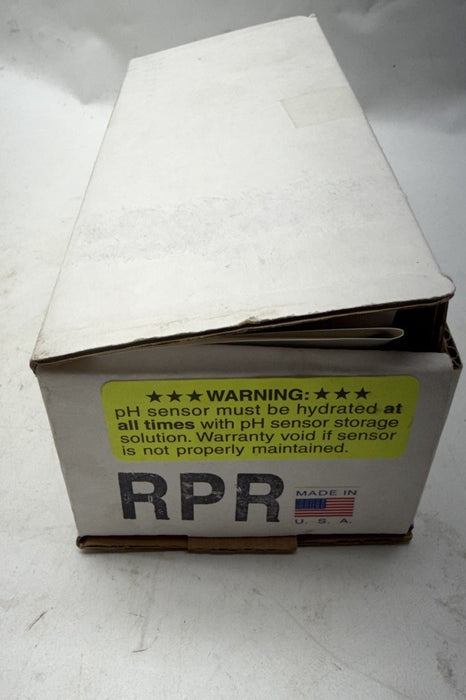 ★★★WARNING:★★★
pH sensor must be hydrated at
all times with pH sensor storage
solution. Warranty void if sensor
is not properly maintained.
RPR
MADE IN
U. S. A.